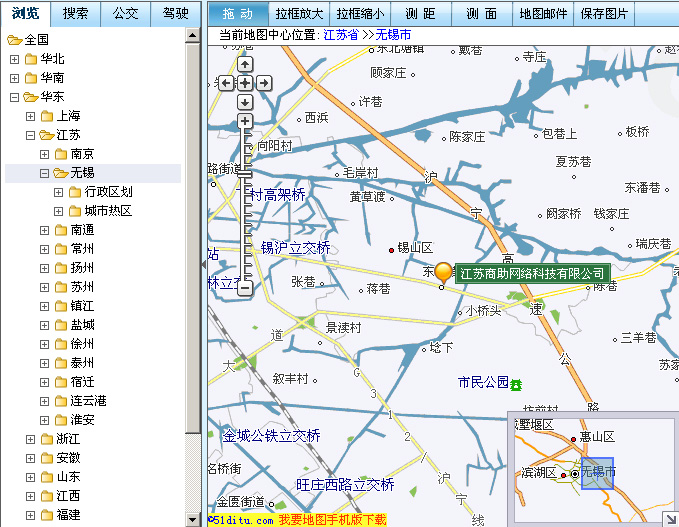 浏览 搜索 公交 驾驶
拖 动 拉框放大 拉框缩小 测 距 测 面 地图邮件 保存图片
当前地图中心位置: 江苏省 >>无锡市
全国
华北
华南
华东
上海
江苏
南京
无锡
行政区划
城市热区
南通
常州
扬州
苏州
镇江
盐城
徐州
泰州
宿迁
连云港
淮安
浙江
安徽
山东
江西
福建
东北塘镇
戴巷
寺压
顾家庄
许巷
西浜
陈家庄
包巷上
板桥
向阳村
夏苏巷
路街道
毛岸村
沪
东潘巷
村高架桥
黄草渡
宁
阙家桥
钱家庄
站
锡沪立交桥
锡山区
高
瑞庆巷
江苏商助网络科技有限公司
林立交
张巷
蒋巷
陈巷
小桥头
速
道
景渎村
三羊巷
埝下
公
大
叙丰村
G
市民公园
苏家
3
1
路
坊前村
2
金城公铁立交桥
/
名桥街
沪
旺庄西路立交桥
宁
金匮街道
线
城墅堰区
惠山区
滨湖区
无锡市
©51ditu.com 我要地图手机版下载